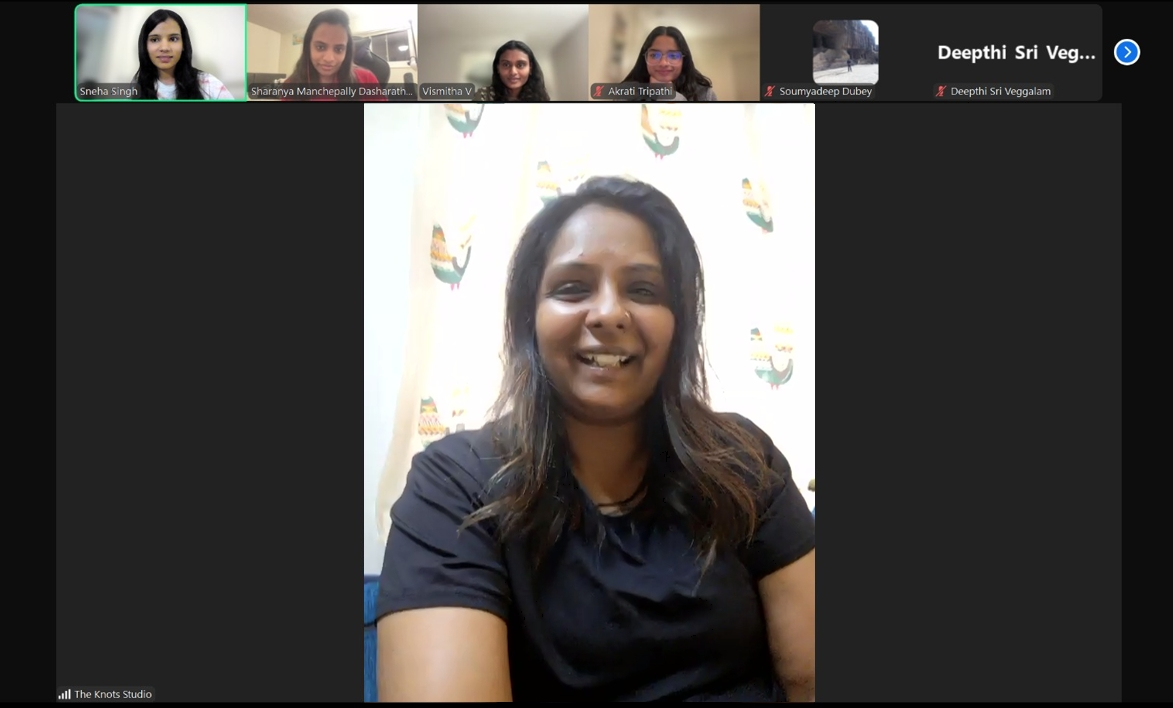 Sneha Singh
Sharanya Manchepally Dasharath...
Vismitha V
Akrati Tripathi
Soumyadeep Dubey
Deepthi Sri Veg...
Deepthi Sri Veggalam
The Knots Studio